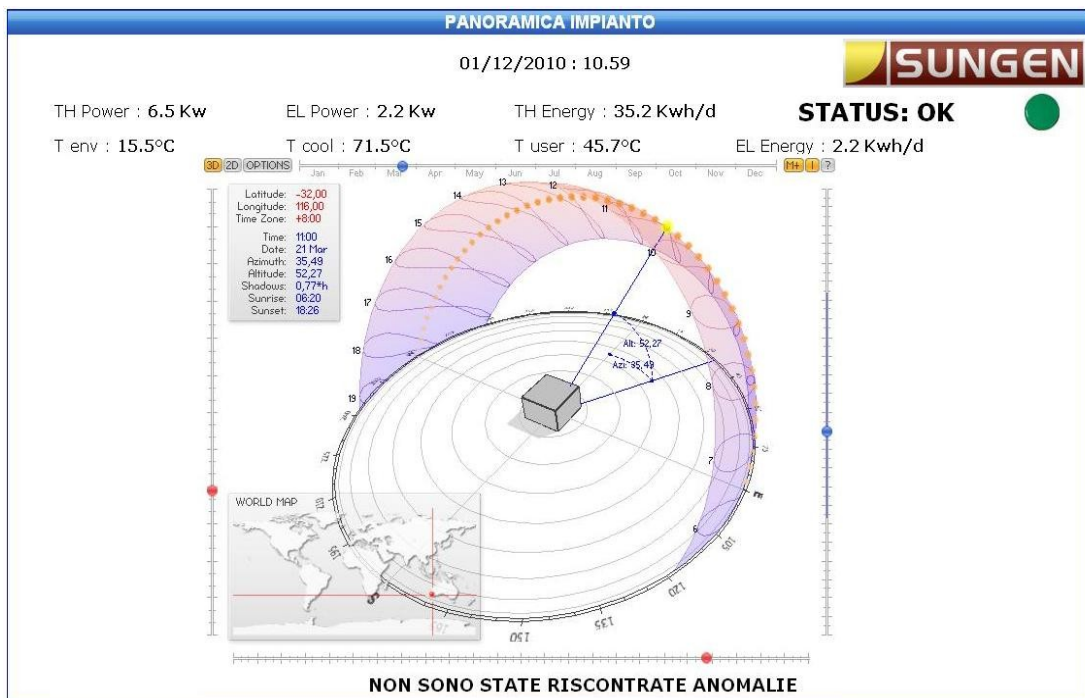 PANORAMICA IMPIANTO
01/12/2010 : 10.59
SUNGEN
TH Power : 6.5 Kw
EL Power : 2.2 Kw
TH Energy : 35.2 Kwh/d
STATUS: OK
T env : 15.5°C
T cool : 71.5°C
T user : 45.7°C
EL Energy : 2.2 Kwh/d
3D 2D OPTIONS
Jan Feb Mar Apr May Jun Jul Aug Sep Oct Nov Dec
M+ I ?
Latitude: -32,00
Longitude: 116,00
Time Zone: +8:00
Time: 11:00
Date: 21 Mar
Azimuth: 35,49
Altitude: 52,27
Shadows: 0,77*h
Sunrise: 06:20
Sunset: 18:26
14 13 12 11 10 9 8 7 6
15
16
17
18
19
Alt: 52,27
Azi: 35,49
E
105
120
135
150
165
195
S
WORLD MAP
NON SONO STATE RISCONTRATE ANOMALIE